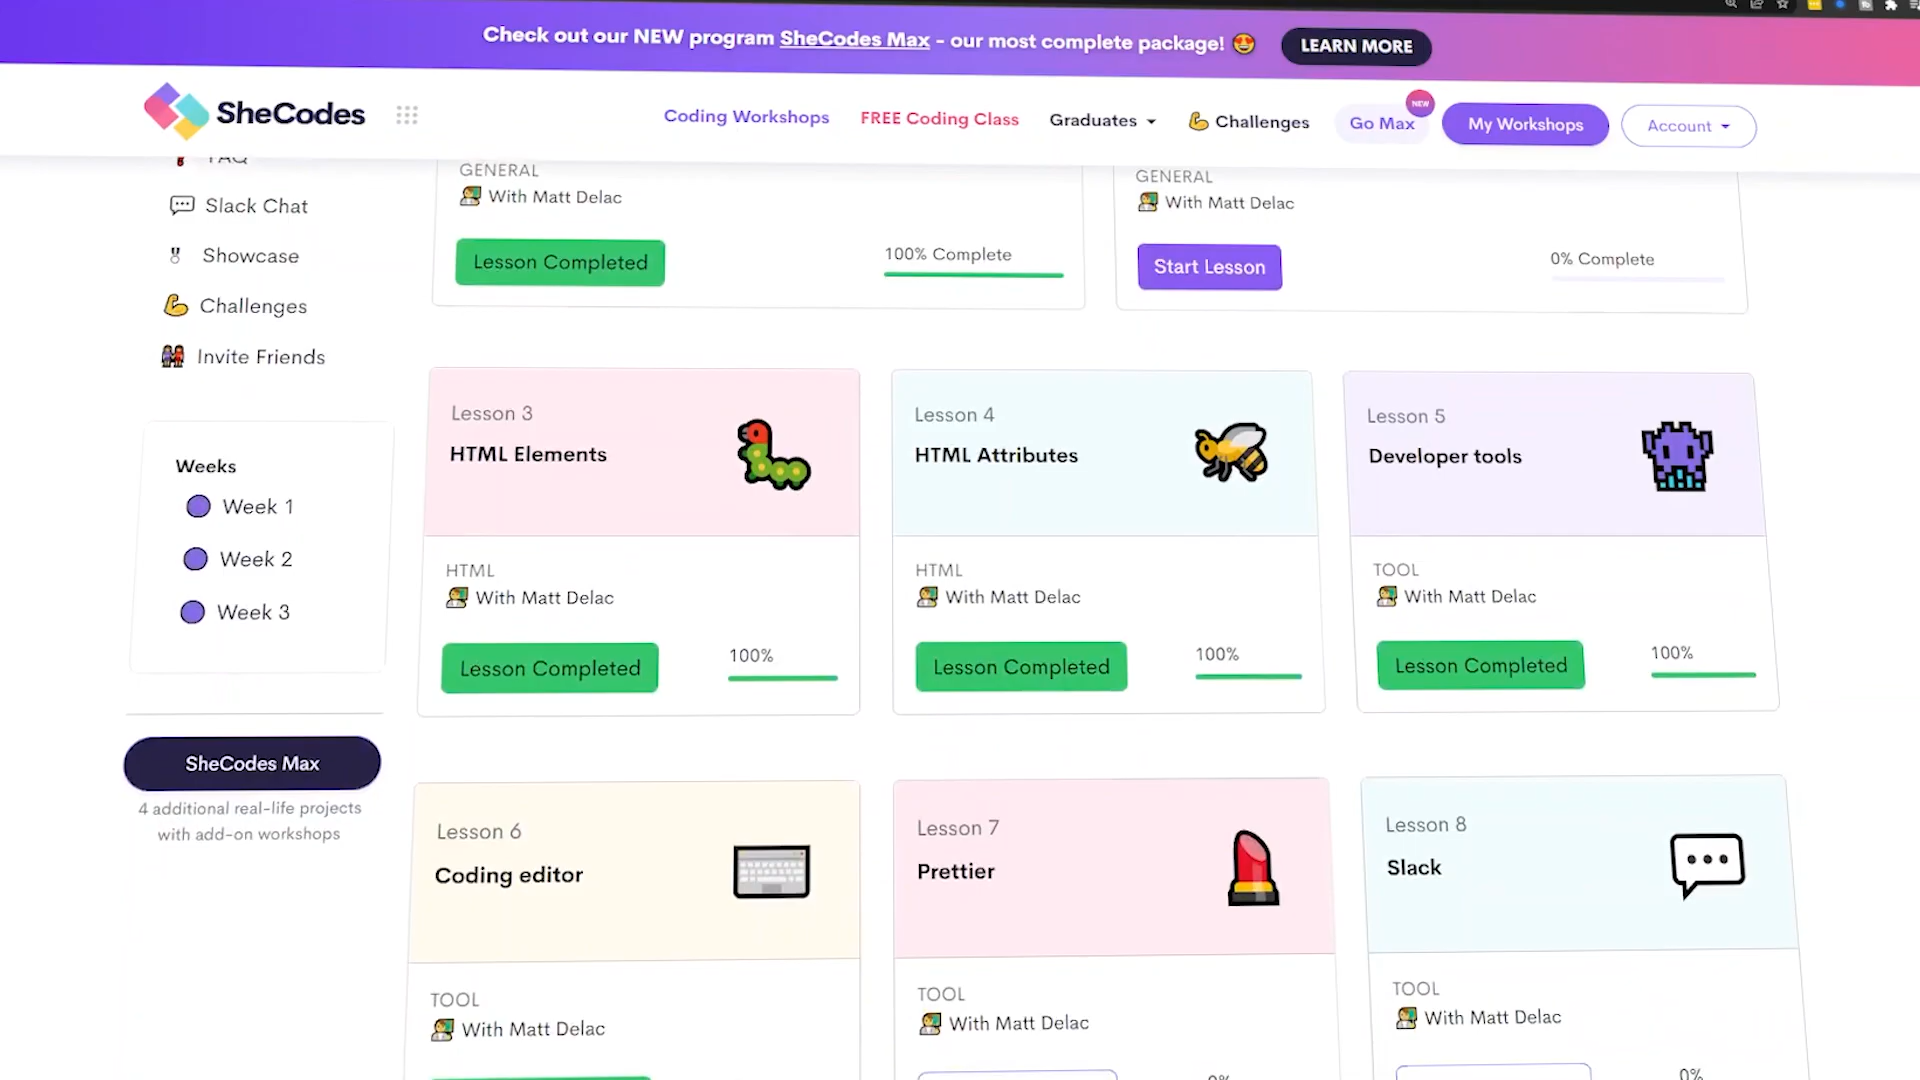 Check out our NEW program SheCodes Max - our most complete package! 😍 LEARN MORE
SheCodes
Coding Workshops FREE Coding Class Graduates 💪 Challenges Go Max NEW My Workshops Account
FAQ
Slack Chat
Showcase
Challenges
Invite Friends
Weeks
Week 1
Week 2
Week 3
SheCodes Max
4 additional real-life projects
with add-on workshops
GENERAL
With Matt Delac
Lesson Completed 100% Complete
GENERAL
With Matt Delac
Start Lesson 0% Complete
Lesson 3
HTML Elements
HTML
With Matt Delac
Lesson Completed 100%
Lesson 4
HTML Attributes
HTML
With Matt Delac
Lesson Completed 100%
Lesson 5
Developer tools
TOOL
With Matt Delac
Lesson Completed 100%
Lesson 6
Coding editor
TOOL
With Matt Delac
Lesson 7
Prettier
TOOL
With Matt Delac
0%
Lesson 8
Slack
TOOL
With Matt Delac
0%